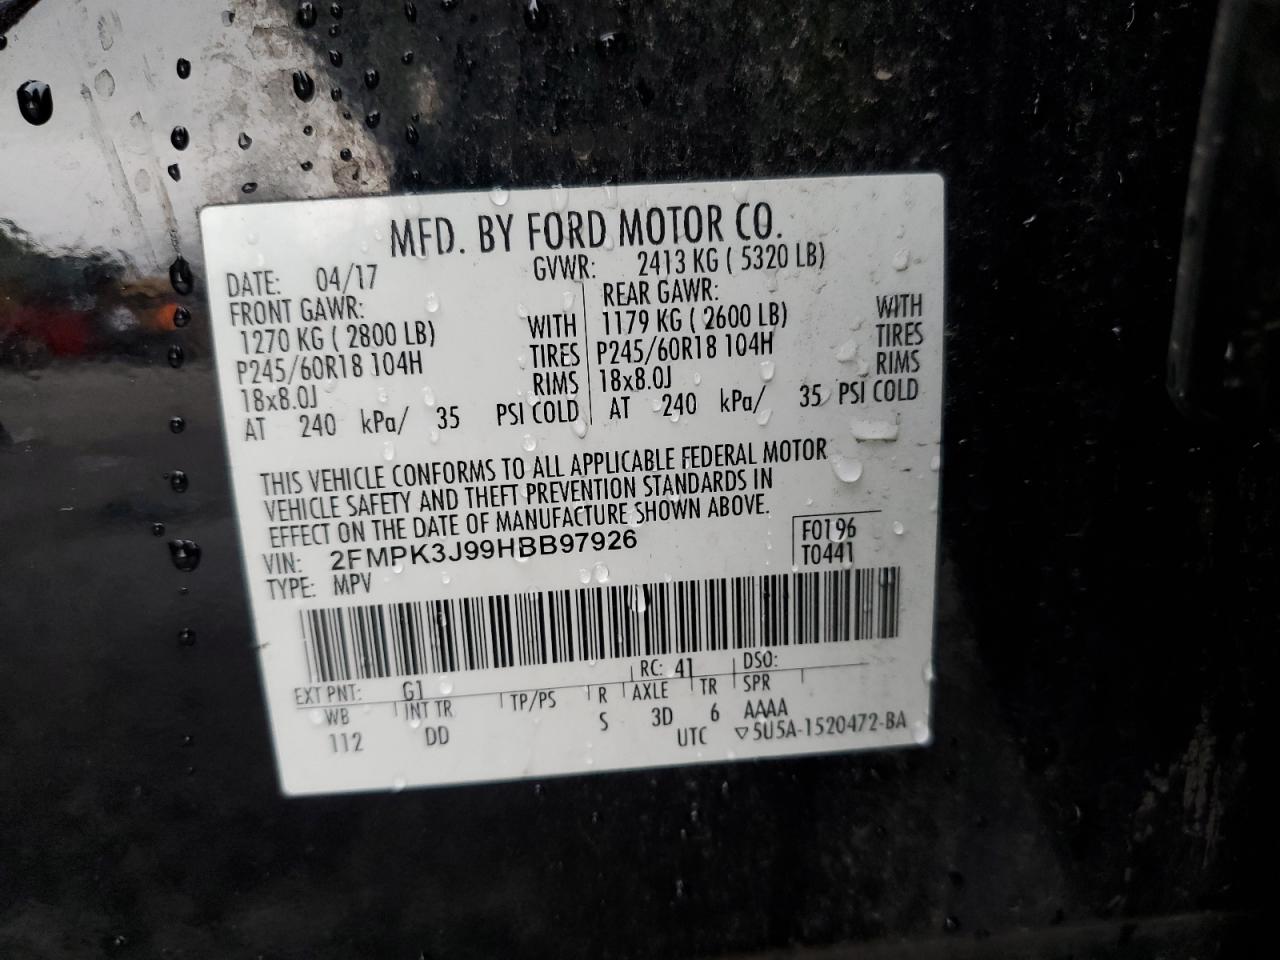 MFD. BY FORD MOTOR CO.
DATE: 04/17 GVWR: 2413 KG ( 5320 LB)
FRONT GAWR: REAR GAWR:
1270 KG ( 2800 LB) WITH 1179 KG ( 2600 LB) WITH
P245/60R18 104H TIRES P245/60R18 104H TIRES
18x8.0J RIMS 18x8.0J RIMS
AT 240 kPa/ 35 PSI COLD AT 240 kPa/ 35 PSI COLD
THIS VEHICLE CONFORMS TO ALL APPLICABLE FEDERAL MOTOR
VEHICLE SAFETY AND THEFT PREVENTION STANDARDS IN
EFFECT ON THE DATE OF MANUFACTURE SHOWN ABOVE.
VIN: 2FMPK3J99HBB97926 F0196
TYPE: MPV T0441
EXT PNT: G1 RC: 41 DSO:
WB INT TR TP/PS R AXLE TR SPR
112 DD S 3D 6 AAAA
UTC ▽5U5A-1520472-BA